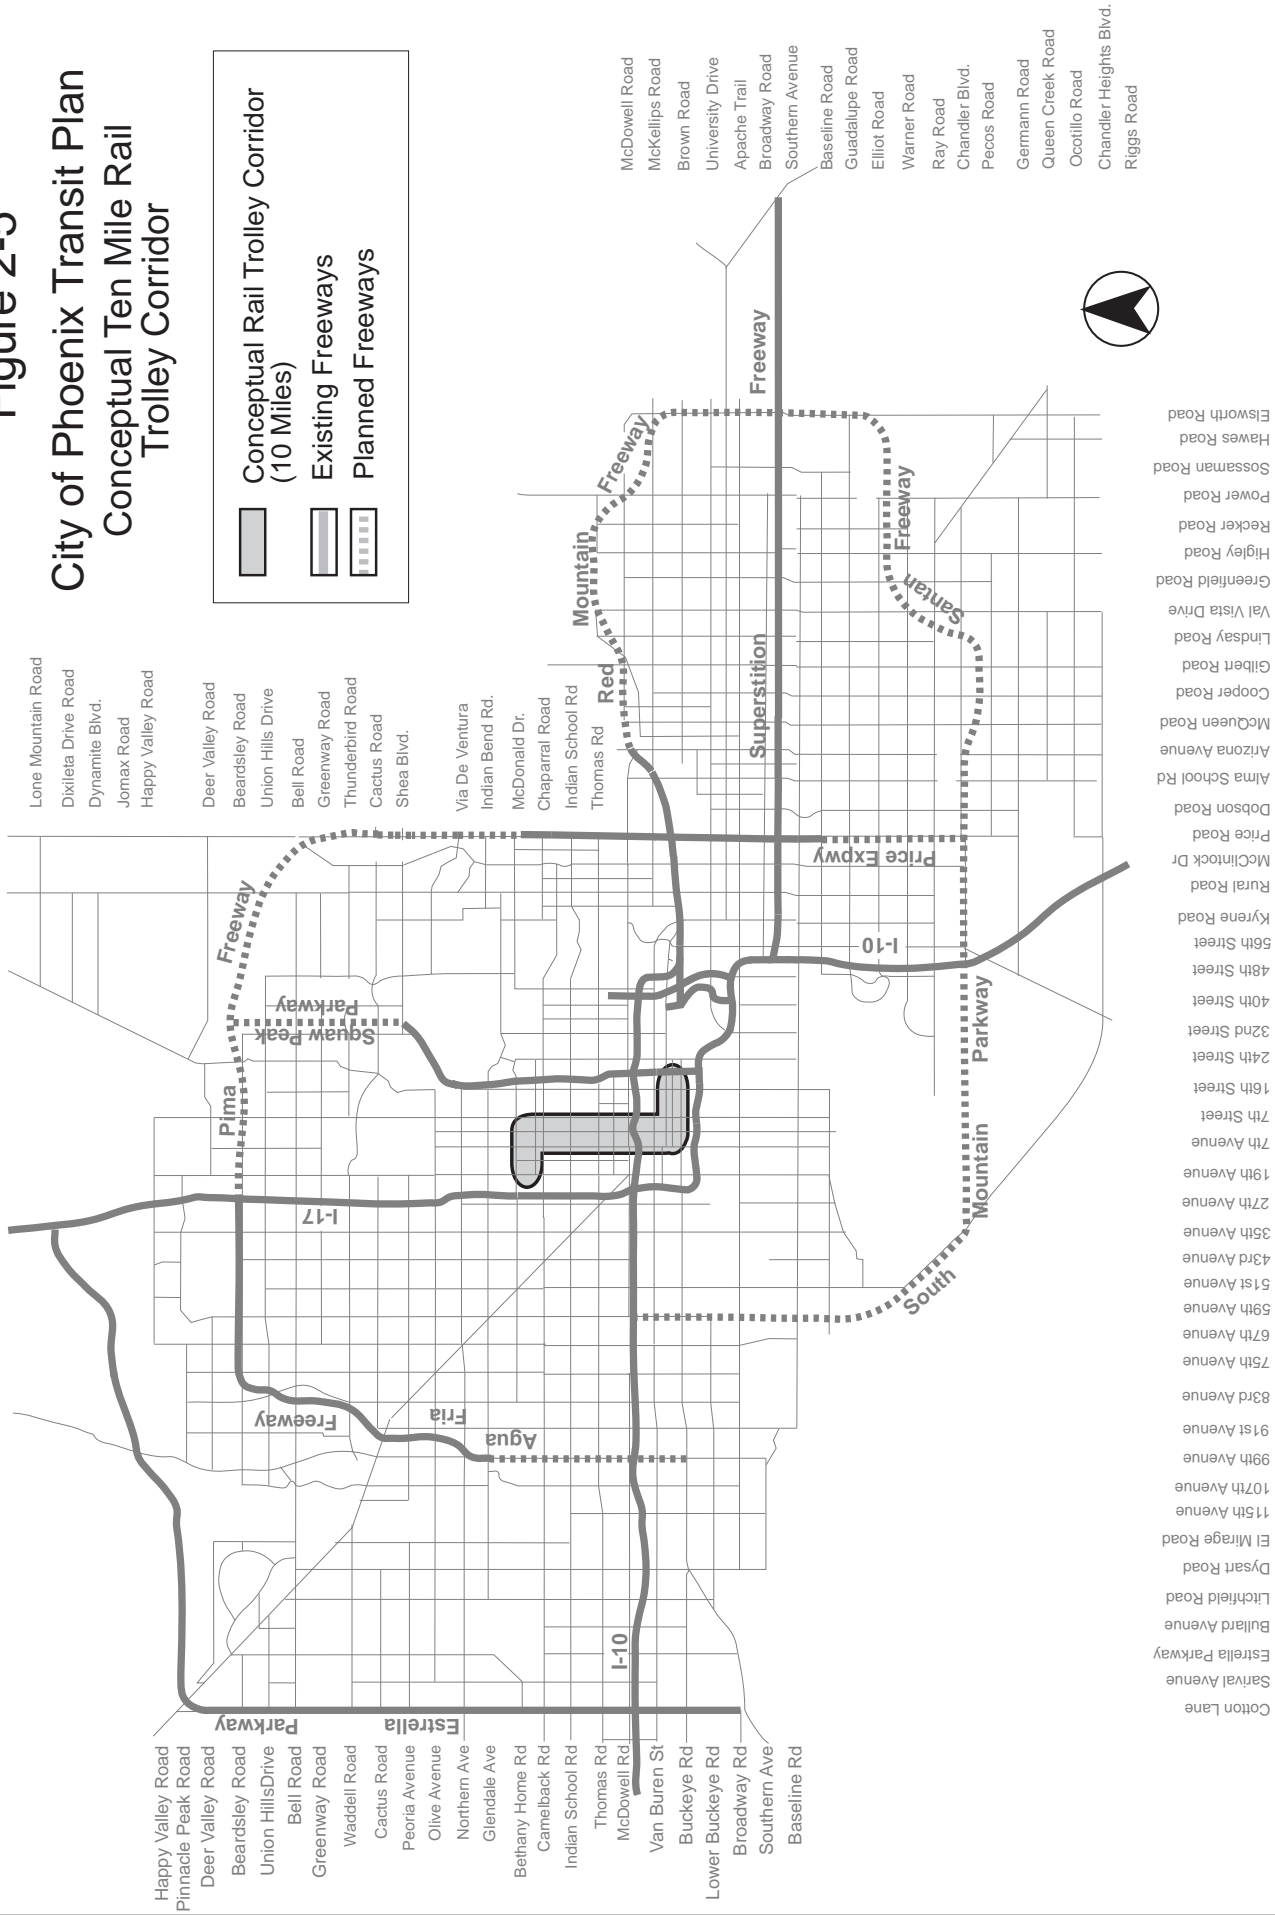 Figure 2-5
City of Phoenix Transit Plan
Conceptual Ten Mile Rail
Trolley Corridor
Conceptual Rail Trolley Corridor
(10 Miles)
Existing Freeways
Planned Freeways
Lone Mountain Road
Dixileta Drive Road
Dynamite Blvd.
Jomax Road
Happy Valley Road
Deer Valley Road
Beardsley Road
Union Hills Drive
Bell Road
Greenway Road
Thunderbird Road
Cactus Road
Shea Blvd.
Via De Ventura
Indian Bend Rd.
McDonald Dr.
Chaparral Road
Indian School Rd
Thomas Rd
McDowell Road
McKellips Road
Brown Road
University Drive
Apache Trail
Broadway Road
Southern Avenue
Baseline Road
Guadalupe Road
Elliot Road
Warner Road
Ray Road
Chandler Blvd.
Pecos Road
Germann Road
Queen Creek Road
Ocotillo Road
Chandler Heights Blvd.
Riggs Road
Happy Valley Road
Pinnacle Peak Road
Deer Valley Road
Beardsley Road
Union HillsDrive
Bell Road
Greenway Road
Waddell Road
Cactus Road
Peoria Avenue
Olive Avenue
Northern Ave
Glendale Ave
Bethany Home Rd
Camelback Rd
Indian School Rd
Thomas Rd
McDowell Rd
Van Buren St
Buckeye Rd
Lower Buckeye Rd
Broadway Rd
Southern Ave
Baseline Rd
Cotton Lane
Sarival Avenue
Estrella Parkway
Bullard Avenue
Litchfield Road
Dysart Road
El Mirage Road
115th Avenue
107th Avenue
99th Avenue
91st Avenue
83rd Avenue
75th Avenue
67th Avenue
59th Avenue
51st Avenue
43rd Avenue
35th Avenue
27th Avenue
19th Avenue
7th Avenue
7th Street
16th Street
24th Street
32nd Street
40th Street
48th Street
56th Street
Kyrene Road
Rural Road
McClintock Dr
Price Road
Dobson Road
Alma School Rd
Arizona Avenue
McQueen Road
Cooper Road
Gilbert Road
Lindsay Road
Val Vista Drive
Greenfield Road
Higley Road
Recker Road
Power Road
Sossaman Road
Hawes Road
Elsworth Road
Estrella
Parkway
Agua
Fria
Freeway
I-17
Pima
Freeway
Squaw Peak
Parkway
I-10
I-10
Red
Mountain
Freeway
Superstition
Freeway
Price Expwy
Santan
Freeway
South
Mountain
Parkway